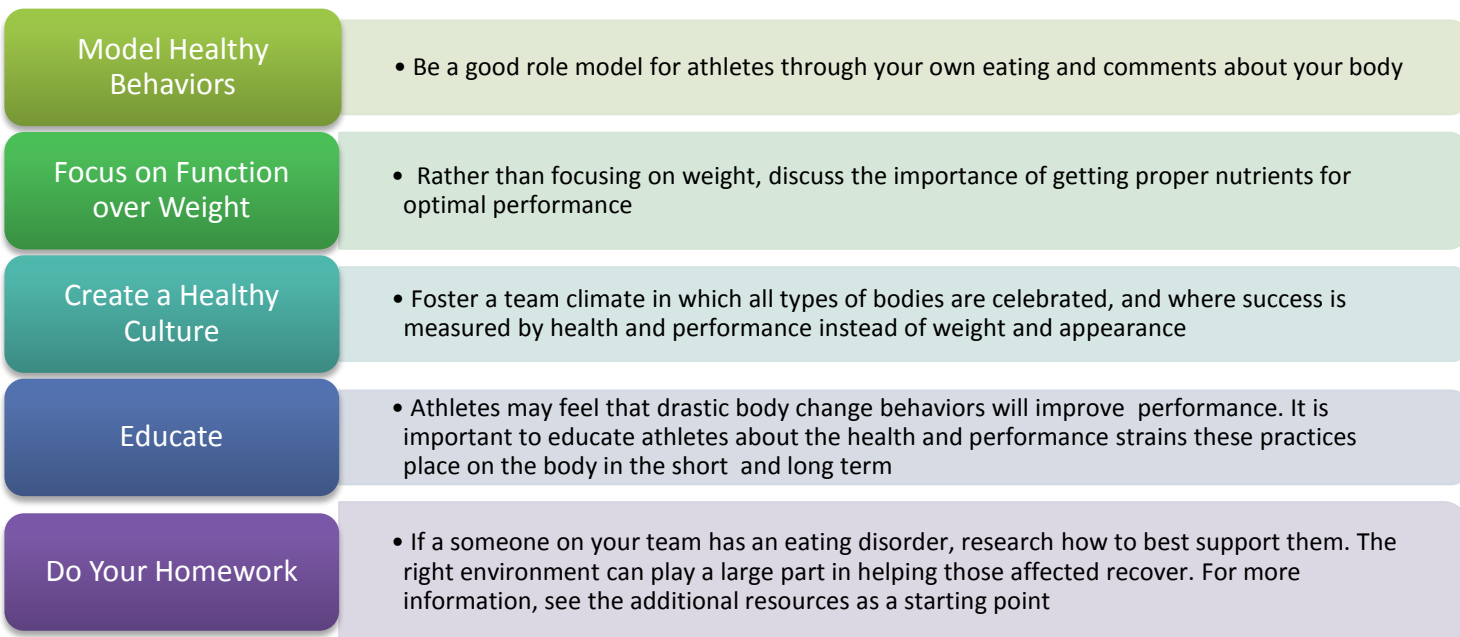 Model Healthy
Behaviors
• Be a good role model for athletes through your own eating and comments about your body
Focus on Function
over Weight
• Rather than focusing on weight, discuss the importance of getting proper nutrients for
optimal performance
Create a Healthy
Culture
• Foster a team climate in which all types of bodies are celebrated, and where success is
measured by health and performance instead of weight and appearance
Educate
• Athletes may feel that drastic body change behaviors will improve performance. It is
important to educate athletes about the health and performance strains these practices
place on the body in the short and long term
Do Your Homework
• If a someone on your team has an eating disorder, research how to best support them. The
right environment can play a large part in helping those affected recover. For more
information, see the additional resources as a starting point